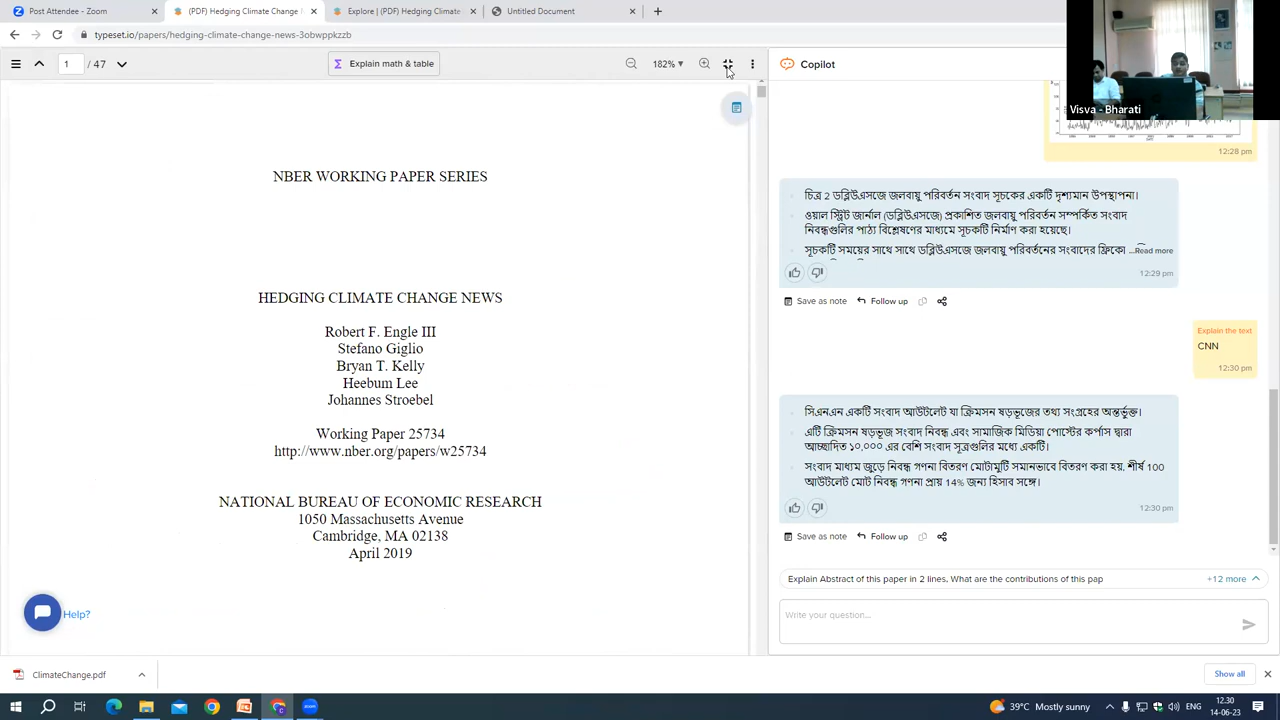 Post Attendee - Zoom
(PDF) Hedging Climate Change
Explore | (PDF) Hedging Climate
Untitled Document
typeset.io/papers/hedging-climate-change-news-3obwppkzzb
1 / 47
Explain math & table
182%
Copilot
Visva - Bharati
12:28 pm
NBER WORKING PAPER SERIES
HEDGING CLIMATE CHANGE NEWS
Robert F. Engle III
Stefano Giglio
Bryan T. Kelly
Heebum Lee
Johannes Stroebel
Working Paper 25734
http://www.nber.org/papers/w25734
NATIONAL BUREAU OF ECONOMIC RESEARCH
1050 Massachusetts Avenue
Cambridge, MA 02138
April 2019
Help?
চিত্র 2 ডব্লিউএসজে জলবায়ু পরিবর্তন সংবাদ সূচকের একটি দৃশ্যমান উপস্থাপনা।
ওয়াল স্ট্রিট জার্নাল (ডব্লিউএসজে) প্রকাশিত জলবায়ু পরিবর্তন সম্পর্কিত সংবাদ
নিবন্ধগুলির পাঠ্য বিশ্লেষণের মাধ্যমে সূচকটি নির্মাণ করা হয়েছে।
সূচকটি সময়ের সাথে সাথে ডব্লিউএসজে জলবায়ু পরিবর্তনের সংবাদের ফ্রিকো ...Read more
12:29 pm
Save as note Follow up
Explain the text
CNN
12:30 pm
সিএনএন একটি সংবাদ আউটলেট যা ক্রিমসন ষড়ভূজের তথ্য সংগ্রহের অন্তর্ভুক্ত।
এটি ক্রিমসন ষড়ভূজ সংবাদ নিবন্ধ এবং সামাজিক মিডিয়া পোস্টের কর্পাস দ্বারা
আচ্ছাদিত ১০,০০০ এর বেশি সংবাদ সূত্রগুলির মধ্যে একটি।
সংবাদ মাধ্যম জুড়ে নিবন্ধ গণনা বিতরণ মোটামুটি সমানভাবে বিতরণ করা হয়, শীর্ষ 100
আউটলেট মোট নিবন্ধ গণনা প্রায় 14% জন্য হিসাব সঙ্গে।
12:30 pm
Save as note Follow up
Explain Abstract of this paper in 2 lines. What are the contributions of this pap
+12 more
Write your question...
ClimateChange.pdf
Show all
39°C Mostly sunny
ENG
12.30
14-06-23